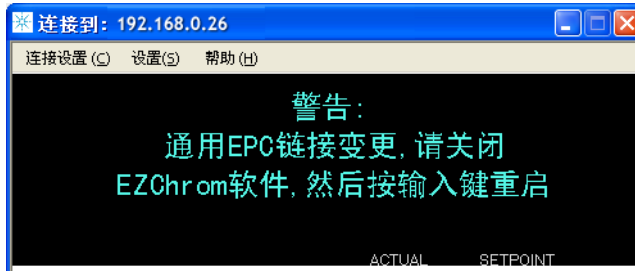 连接到: 192.168.0.26
连接设置(C) 设置(S) 帮助(H)
警告:
通用EPC链接变更,请关闭
EZChrom软件,然后按输入键重启
ACTUAL SETPOINT